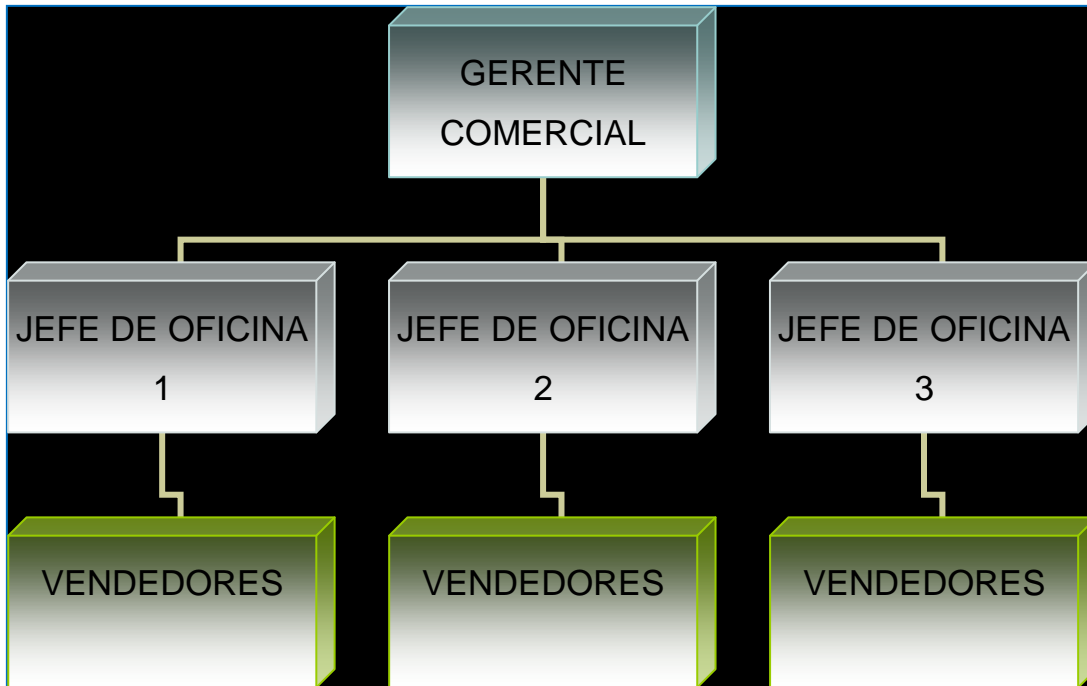 GERENTE
COMERCIAL
JEFE DE OFICINA
1
JEFE DE OFICINA
2
JEFE DE OFICINA
3
VENDEDORES
VENDEDORES
VENDEDORES